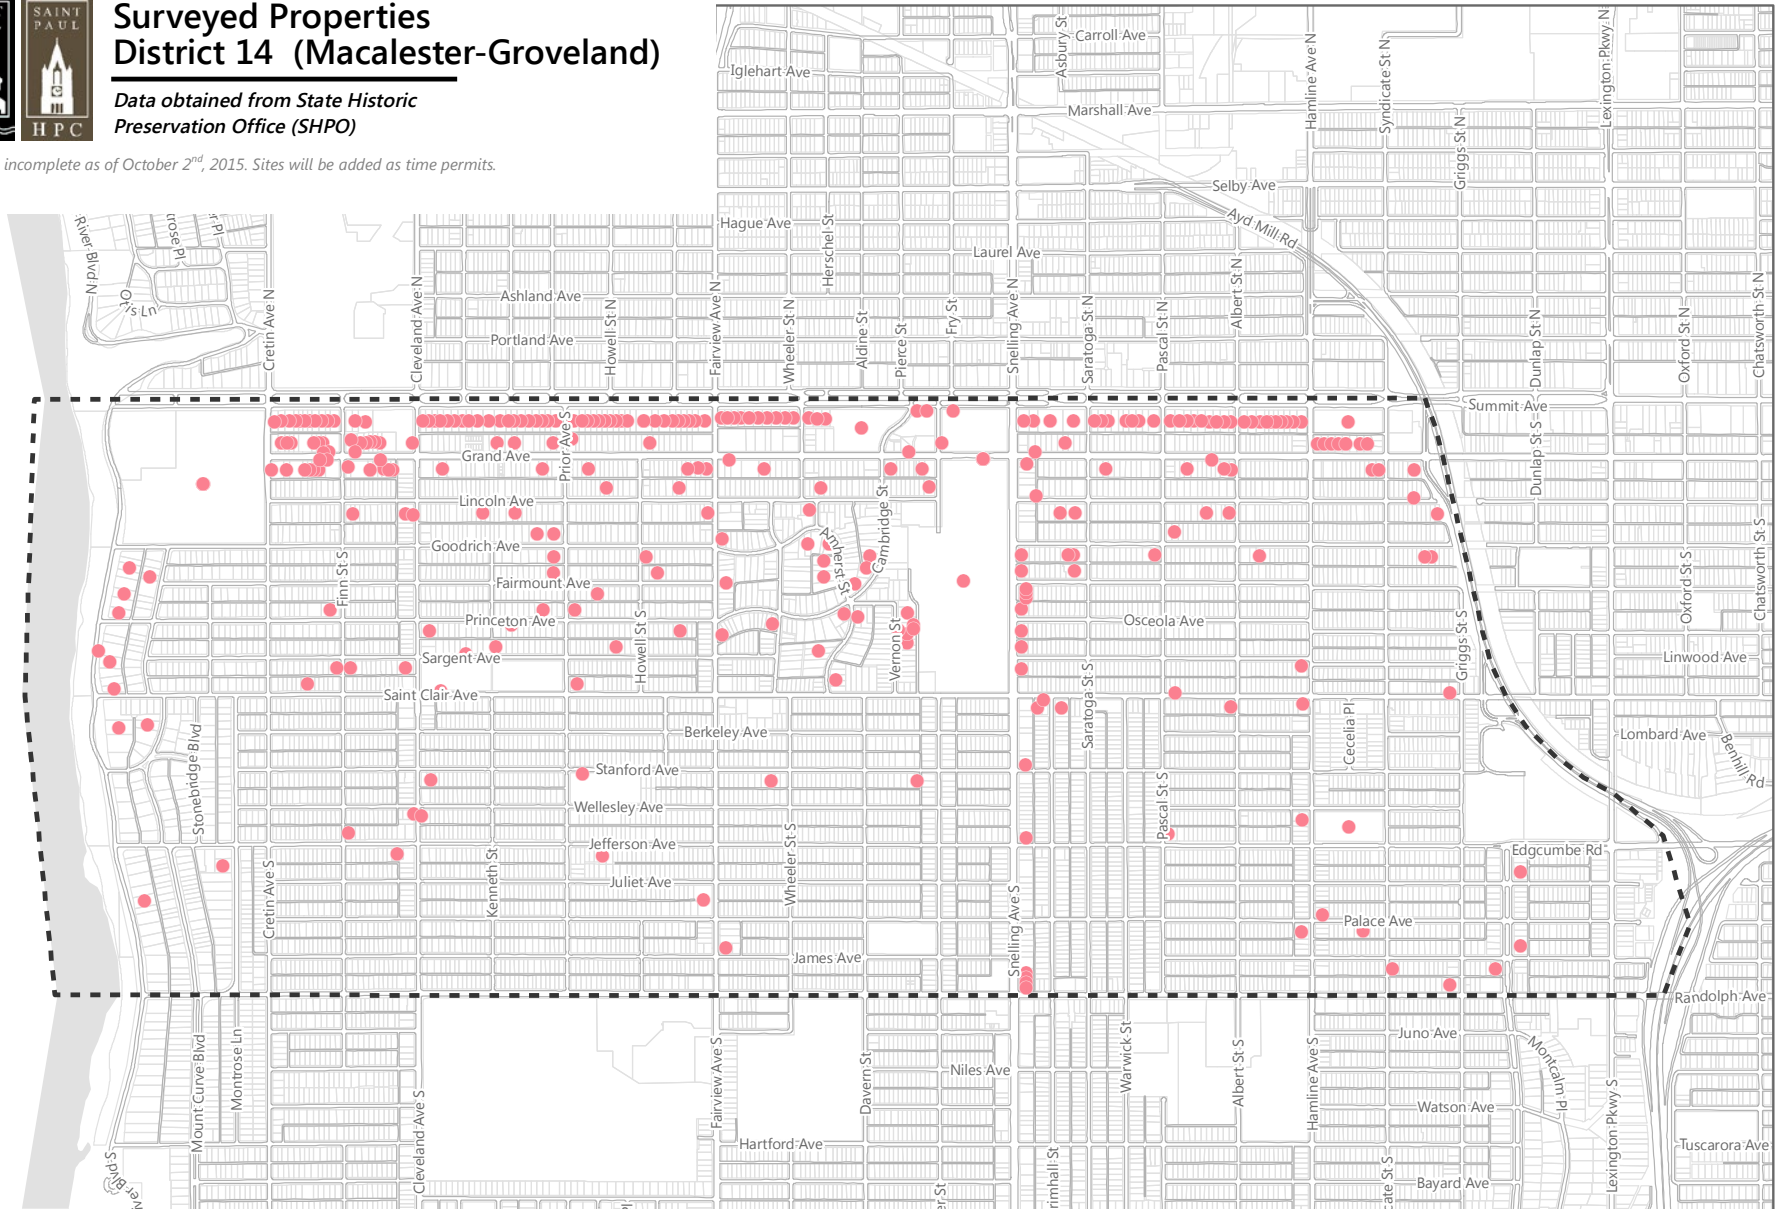 SAINT
PAUL
HPC
Surveyed Properties
District 14 (Macalester-Groveland)
Data obtained from State Historic
Preservation Office (SHPO)
incomplete as of October 2nd, 2015. Sites will be added as time permits.
Carroll Ave
Asbury St
Iglehart Ave
Marshall Ave
Hamline Ave N
Syndicate St N
Lexington Pkwy N
Griggs St N
Selby Ave
Ayd Mill Rd
Hague Ave
Herschel St
Laurel Ave
River Blvd N
Otis Ln
Cretin Ave N
Cleveland Ave N
Ashland Ave
Portland Ave
Howell St N
Fairview Ave N
Wheeler St N
Aldine St
Pierce St
Fry St
Snelling Ave N
Saratoga St N
Pascal St N
Albert St N
Dunlap St N
Oxford St N
Chatsworth St N
Summit Ave
Grand Ave
Prior Ave S
Lincoln Ave
Goodrich Ave
Fairmount Ave
Finn St S
Princeton Ave
Sargent Ave
Saint Clair Ave
Howell St S
Amherst St
Cambridge St
Vernon St
Osceola Ave
Dunlap St S
Griggs St S
Oxford St S
Chatsworth St S
Linwood Ave
Lombard Ave
Benhill Rd
Berkeley Ave
Saratoga St S
Cecelia Pl
Stonebridge Blvd
Stanford Ave
Wellesley Ave
Jefferson Ave
Juliet Ave
Kenneth St
Wheeler St S
Cretin Ave S
Pascal St S
Edgcumbe Rd
Palace Ave
James Ave
Snelling Ave S
Randolph Ave
Juno Ave
Mount Curve Blvd
Montrose Ln
Cleveland Ave S
Fairview Ave S
Davern St
Niles Ave
Warwick St
Albert St S
Hamline Ave S
Montcalm Pl
Lexington Pkwy S
Watson Ave
Hartford Ave
Tuscarora Ave
Bayard Ave